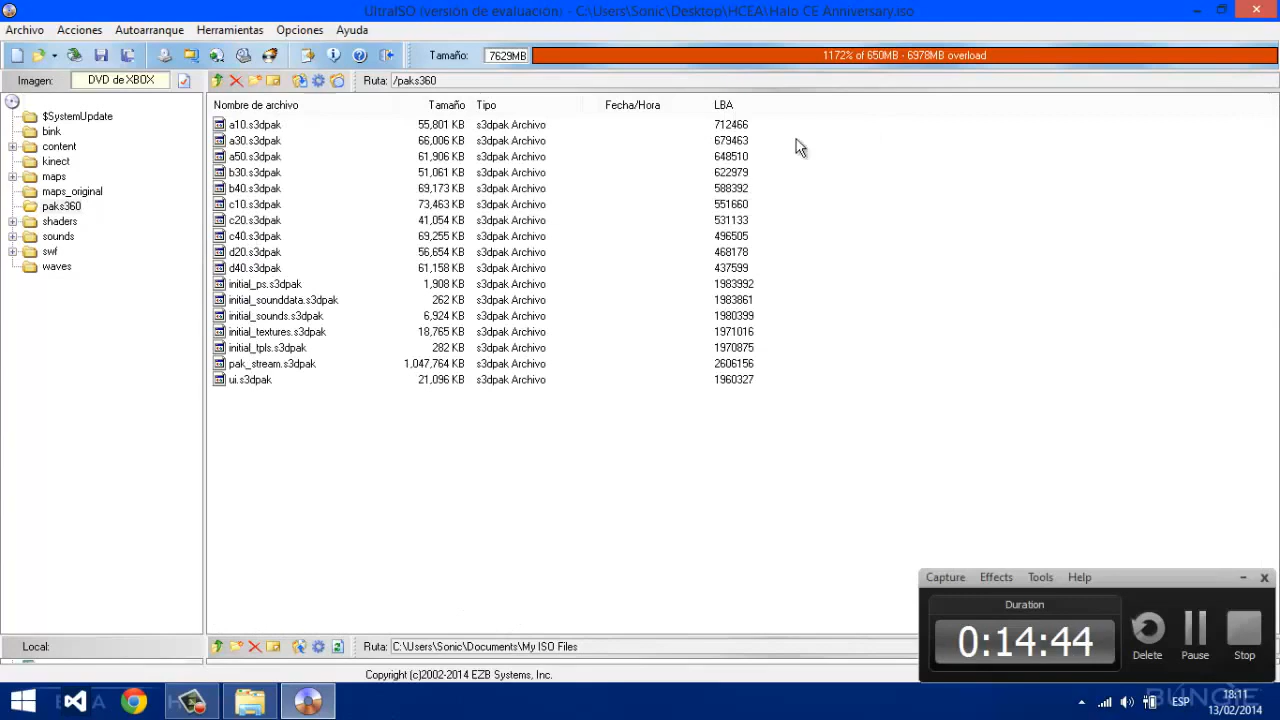 UltraISO (versión de evaluación) - C:\Users\Sonic\Desktop\HCEA\Halo CE Anniversary.iso
Archivo Acciones Autoarranque Herramientas Opciones Ayuda
Tamaño: 7629MB 1172% of 650MB - 6978MB overload
Imagen: DVD de XBOX Ruta: /paks360
Nombre de archivo Tamaño Tipo Fecha/Hora LBA
$SystemUpdate
bink
content
kinect
maps
maps_original
paks360
shaders
sounds
swf
waves
a10.s3dpak 55,801 KB s3dpak Archivo 712466
a30.s3dpak 66,006 KB s3dpak Archivo 679463
a50.s3dpak 61,906 KB s3dpak Archivo 648510
b30.s3dpak 51,061 KB s3dpak Archivo 622979
b40.s3dpak 69,173 KB s3dpak Archivo 588392
c10.s3dpak 73,463 KB s3dpak Archivo 551660
c20.s3dpak 41,054 KB s3dpak Archivo 531133
c40.s3dpak 69,255 KB s3dpak Archivo 496505
d20.s3dpak 56,654 KB s3dpak Archivo 468178
d40.s3dpak 61,158 KB s3dpak Archivo 437599
initial_ps.s3dpak 1,908 KB s3dpak Archivo 1983992
initial_sounddata.s3dpak 262 KB s3dpak Archivo 1983861
initial_sounds.s3dpak 6,924 KB s3dpak Archivo 1980399
initial_textures.s3dpak 18,765 KB s3dpak Archivo 1971016
initial_tpls.s3dpak 282 KB s3dpak Archivo 1970875
pak_stream.s3dpak 1,047,764 KB s3dpak Archivo 2606156
ui.s3dpak 21,096 KB s3dpak Archivo 1960327
Capture Effects Tools Help
Duration
0:14:44
Delete Pause Stop
Local: Ruta: C:\Users\Sonic\Documents\My ISO Files
Copyright (c)2002-2014 EZB Systems, Inc.
BUNGIE
ESP
18:11
13/02/2014